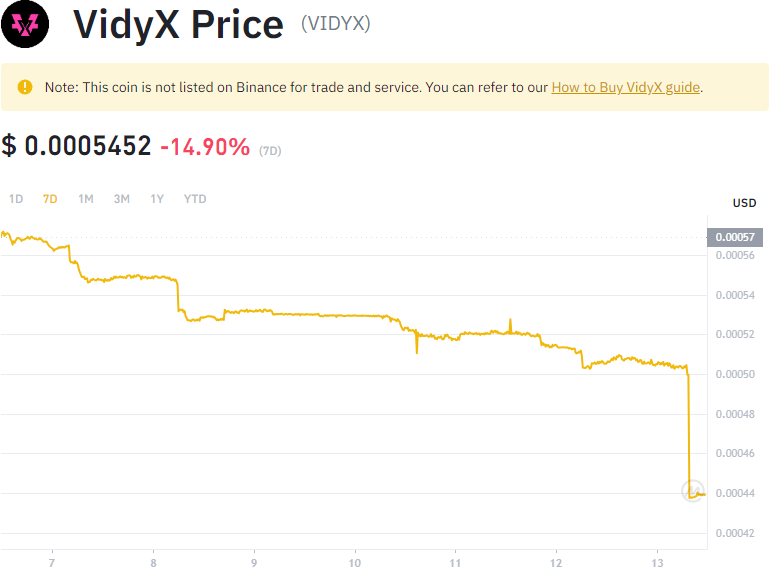 VidyX Price (VIDYX)
Note: This coin is not listed on Binance for trade and service. You can refer to our How to Buy VidyX guide.
$ 0.0005452 -14.90% (7D)
1D 7D 1M 3M 1Y YTD
USD
0.00057
0.00056
0.00054
0.00052
0.00050
0.00048
0.00046
0.00044
0.00042
7 8 9 10 11 12 13